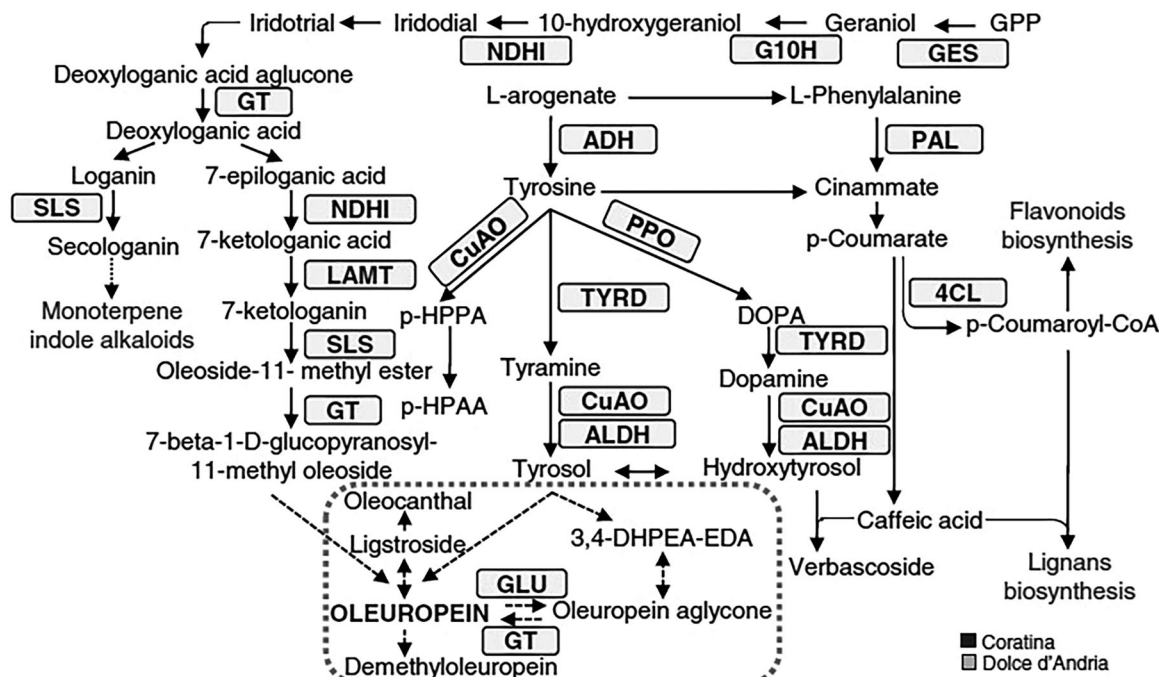 Iridotrial
Iridodial
10-hydroxygeraniol
Geraniol
GPP
NDHI
G10H
GES
Deoxyloganic acid aglucone
GT
Deoxyloganic acid
L-arogenate
L-Phenylalanine
ADH
PAL
Loganin
7-epiloganic acid
Tyrosine
Cinammate
SLS
NDHI
CuAO
PPO
Flavonoids
biosynthesis
Secologanin
7-ketologanic acid
p-Coumarate
LAMT
TYRD
4CL
Monoterpene
indole alkaloids
7-ketologanin
p-HPPA
DOPA
p-Coumaroyl-CoA
SLS
TYRD
Oleoside-11- methyl ester
Tyramine
Dopamine
GT
p-HPAA
CuAO
ALDH
CuAO
ALDH
7-beta-1-D-glucopyranosyl-
11-methyl oleoside
Tyrosol
Hydroxytyrosol
Oleocanthal
Ligstroside
3,4-DHPEA-EDA
Caffeic acid
Verbascoside
Lignans
biosynthesis
GLU
OLEUROPEIN
Oleuropein aglycone
GT
Demethyloleuropein
Coratina
Dolce d'Andria